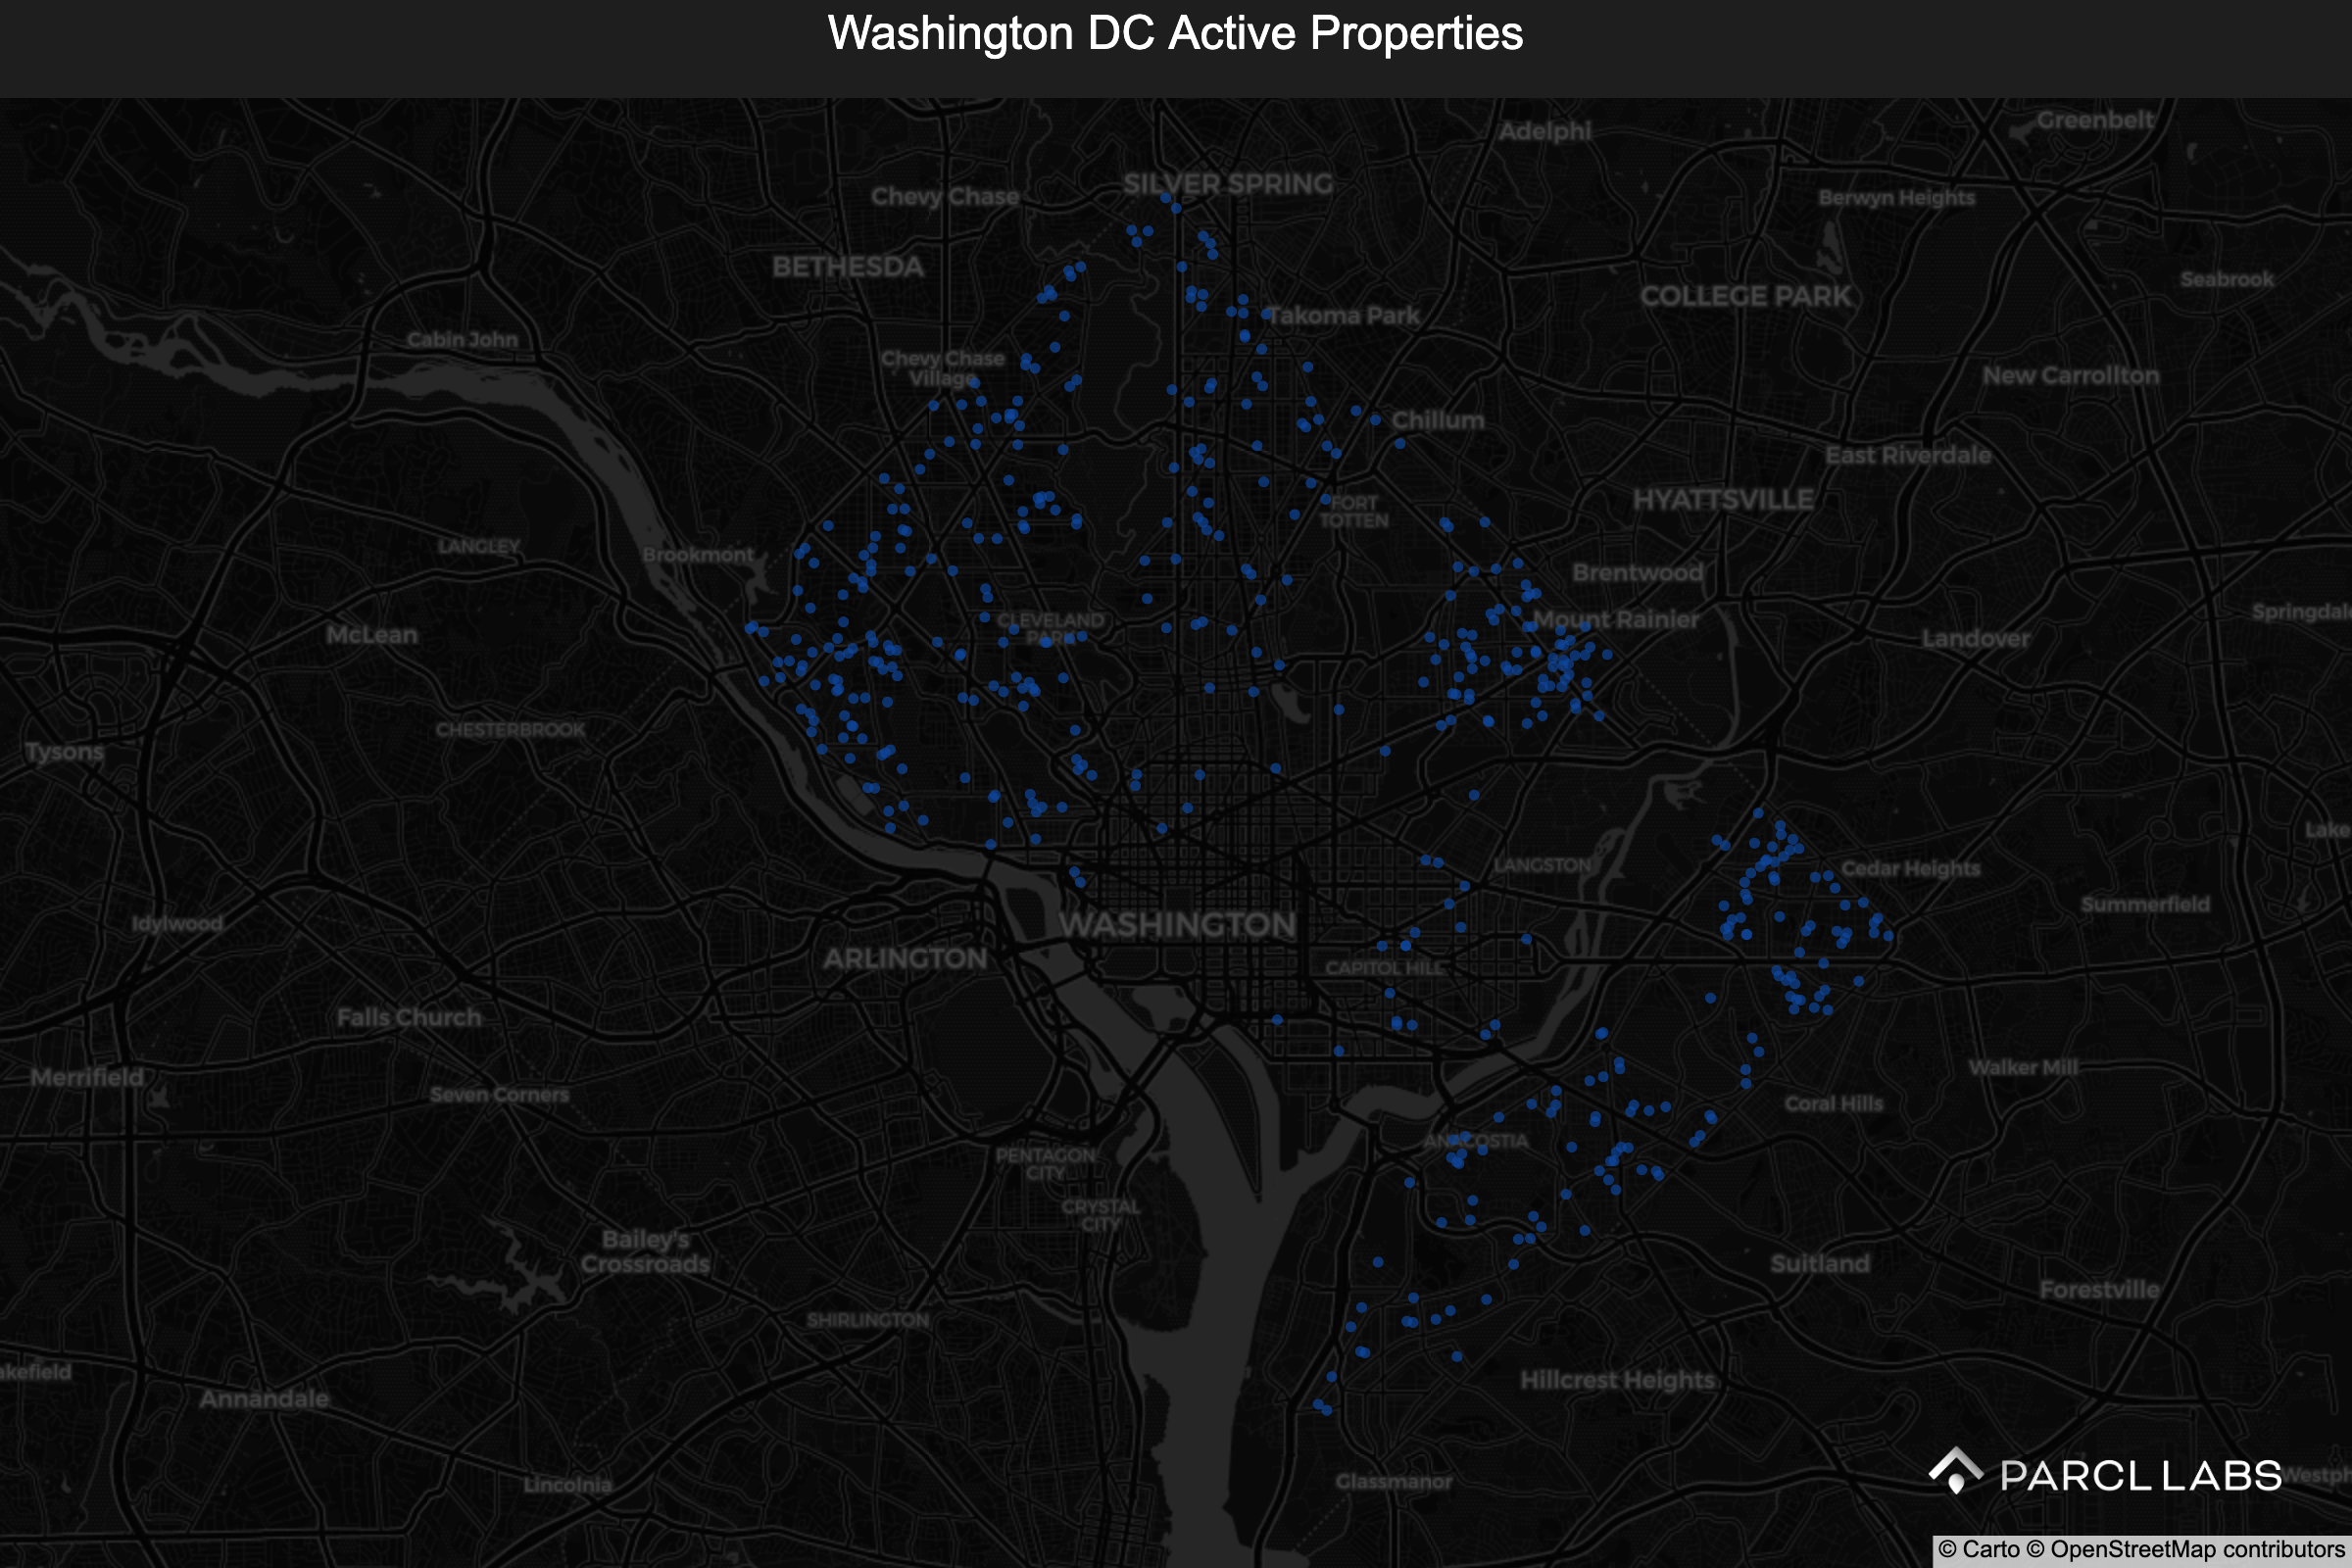 Washington DC Active Properties
Greenbelt
Adelphi
SILVER SPRING
Chevy Chase
Berwyn Heights
BETHESDA
Seabrook
COLLEGE PARK
Takoma Park
Cabin John
Chevy Chase
Village
New Carrollton
Chillum
East Riverdale
HYATTSVILLE
FORT
TOTTEN
LANGLEY
Brookmont
Brentwood
Springdale
CLEVELAND
PARK
Mount Rainier
McLean
Landover
CHESTERBROOK
Tysons
Lake
LANGSTON
Cedar Heights
Summerfield
Idylwood
WASHINGTON
ARLINGTON
CAPITOL HILL
Falls Church
Walker Mill
Merrifield
Seven Corners
Coral Hills
ANACOSTIA
PENTAGON
CITY
CRYSTAL
CITY
Bailey's
Crossroads
Suitland
Forestville
SHIRLINGTON
akefield
Hillcrest Heights
Annandale
PARCL LABS
Westph
Glassmanor
Lincolnia
© Carto © OpenStreetMap contributors